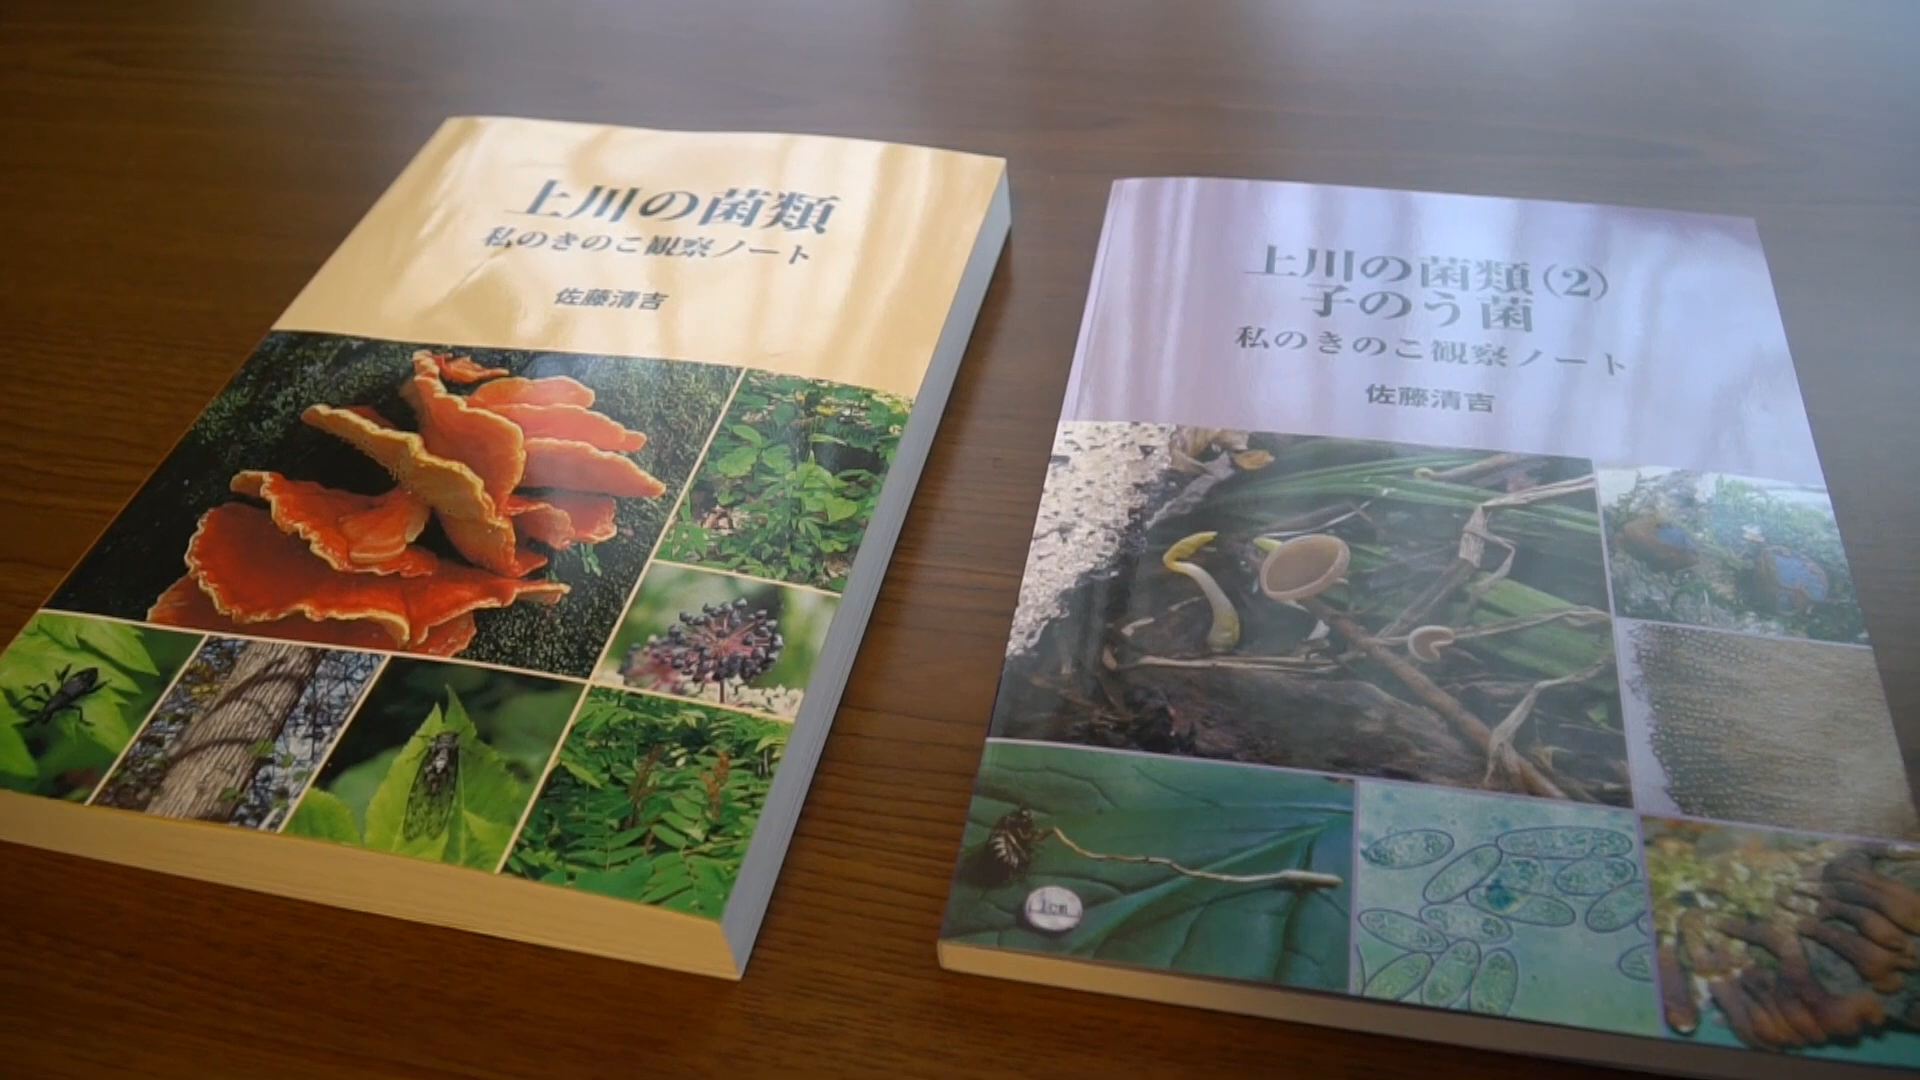 上川の菌類
私のきのこ観察ノート
佐藤清吉
上川の菌類(2)
子のう菌
私のきのこ観察ノート
佐藤清吉
1cm